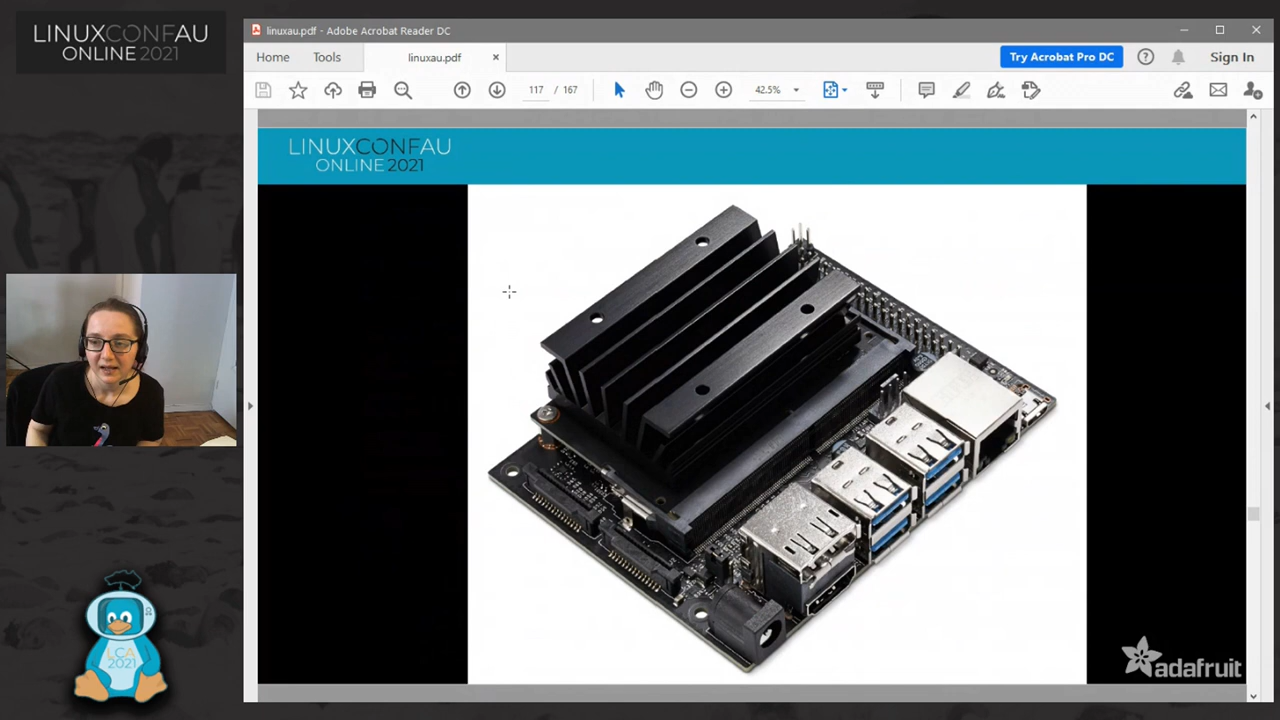 LINUXCONFAU
ONLINE 2021
linuxau.pdf - Adobe Acrobat Reader DC
Home
Tools
linuxau.pdf
Try Acrobat Pro DC
Sign In
117 / 167
42.5%
LINUXCONFAU
ONLINE 2021
LCA
2021
adafruit